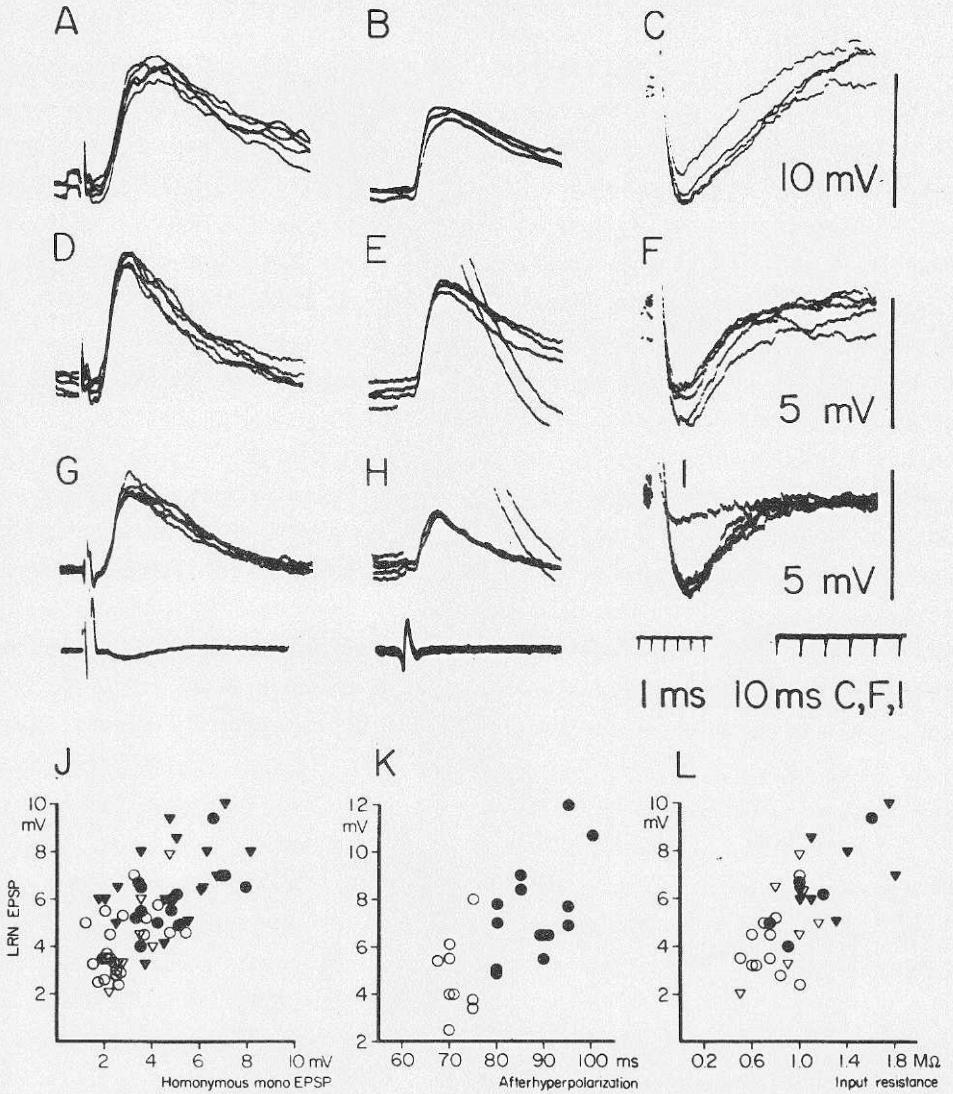 A B C
10 mV
D E F
5 mV
G H I
5 mV
1 ms 10 ms C,F,I
J K L
10
mV
8
6
4
2
LRN EPSP
2 4 6 8 10 mV
Homonymous mono EPSP
12
mV
10
8
6
4
2
60 70 80 90 100 ms
Afterhyperpolarization
10
mV
8
6
4
2
0.2 0.6 1.0 1.4 1.8 MΩ
Input resistance